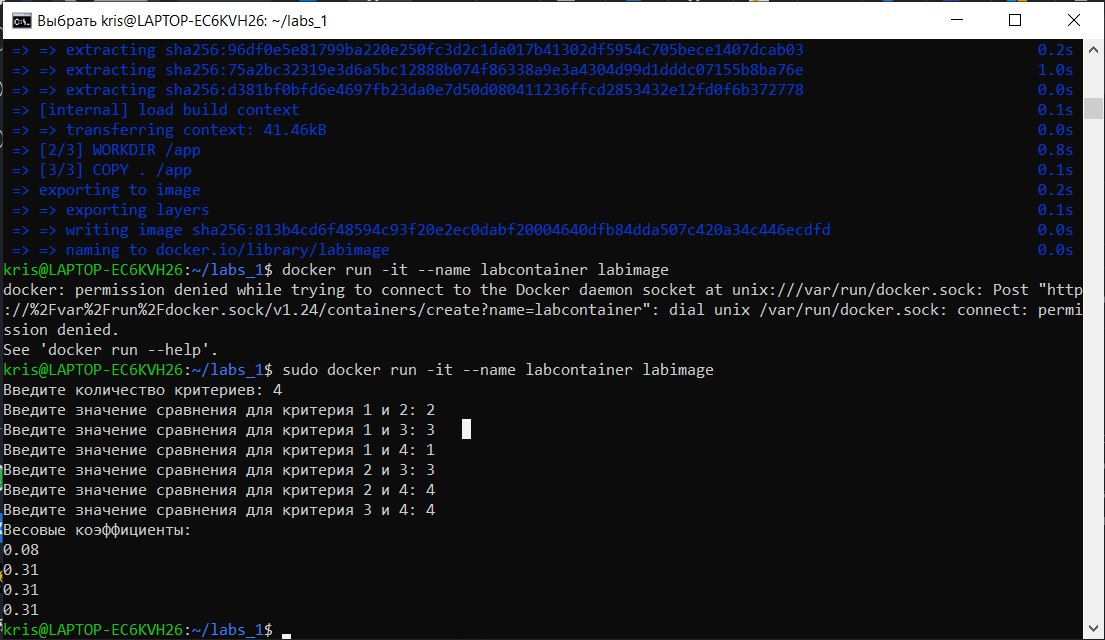 Выбрать kris@LAPTOP-EC6KVH26: ~/labs_1
=> => extracting sha256:96df0e5e81799ba220e250fc3d2c1da017b41302df5954c705bece1407dcab03 0.2s
=> => extracting sha256:75a2bc32319e3d6a5bc12888b074f86338a9e3a4304d99d1dddc07155b8ba76e 1.0s
=> => extracting sha256:d381bf0bfd6e4697fb23da0e7d50d080411236ffcd2853432e12fd0f6b372778 0.0s
=> [internal] load build context 0.1s
=> => transferring context: 41.46kB 0.0s
=> [2/3] WORKDIR /app 0.8s
=> [3/3] COPY . /app 0.1s
=> exporting to image 0.2s
=> => exporting layers 0.1s
=> => writing image sha256:813b4cd6f48594c93f20e2ec0dabf20004640dfb84dda507c420a34c446ecdfd 0.0s
=> => naming to docker.io/library/labimage 0.0s
kris@LAPTOP-EC6KVH26:~/labs_1$ docker run -it --name labcontainer labimage
docker: permission denied while trying to connect to the Docker daemon socket at unix:///var/run/docker.sock: Post "http
://%2Fvar%2Frun%2Fdocker.sock/v1.24/containers/create?name=labcontainer": dial unix /var/run/docker.sock: connect: permi
ssion denied.
See 'docker run --help'.
kris@LAPTOP-EC6KVH26:~/labs_1$ sudo docker run -it --name labcontainer labimage
Введите количество критериев: 4
Введите значение сравнения для критерия 1 и 2: 2
Введите значение сравнения для критерия 1 и 3: 3
Введите значение сравнения для критерия 1 и 4: 1
Введите значение сравнения для критерия 2 и 3: 3
Введите значение сравнения для критерия 2 и 4: 4
Введите значение сравнения для критерия 3 и 4: 4
Весовые коэффициенты:
0.08
0.31
0.31
0.31
kris@LAPTOP-EC6KVH26:~/labs_1$